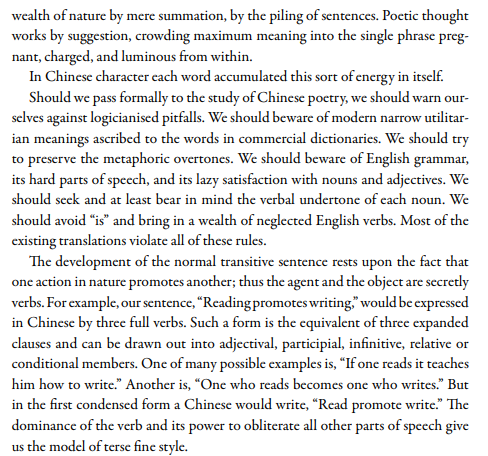 wealth of nature by mere summation, by the piling of sentences. Poetic thought
works by suggestion, crowding maximum meaning into the single phrase preg-
nant, charged, and luminous from within.
In Chinese character each word accumulated this sort of energy in itself.
Should we pass formally to the study of Chinese poetry, we should warn our-
selves against logicianised pitfalls. We should beware of modern narrow utilitar-
ian meanings ascribed to the words in commercial dictionaries. We should try
to preserve the metaphoric overtones. We should beware of English grammar,
its hard parts of speech, and its lazy satisfaction with nouns and adjectives. We
should seek and at least bear in mind the verbal undertone of each noun. We
should avoid “is” and bring in a wealth of neglected English verbs. Most of the
existing translations violate all of these rules.
The development of the normal transitive sentence rests upon the fact that
one action in nature promotes another; thus the agent and the object are secretly
verbs. For example, our sentence, “Reading promotes writing,” would be expressed
in Chinese by three full verbs. Such a form is the equivalent of three expanded
clauses and can be drawn out into adjectival, participial, infinitive, relative or
conditional members. One of many possible examples is, “If one reads it teaches
him how to write.” Another is, “One who reads becomes one who writes.” But
in the first condensed form a Chinese would write, “Read promote write.” The
dominance of the verb and its power to obliterate all other parts of speech give
us the model of terse fine style.